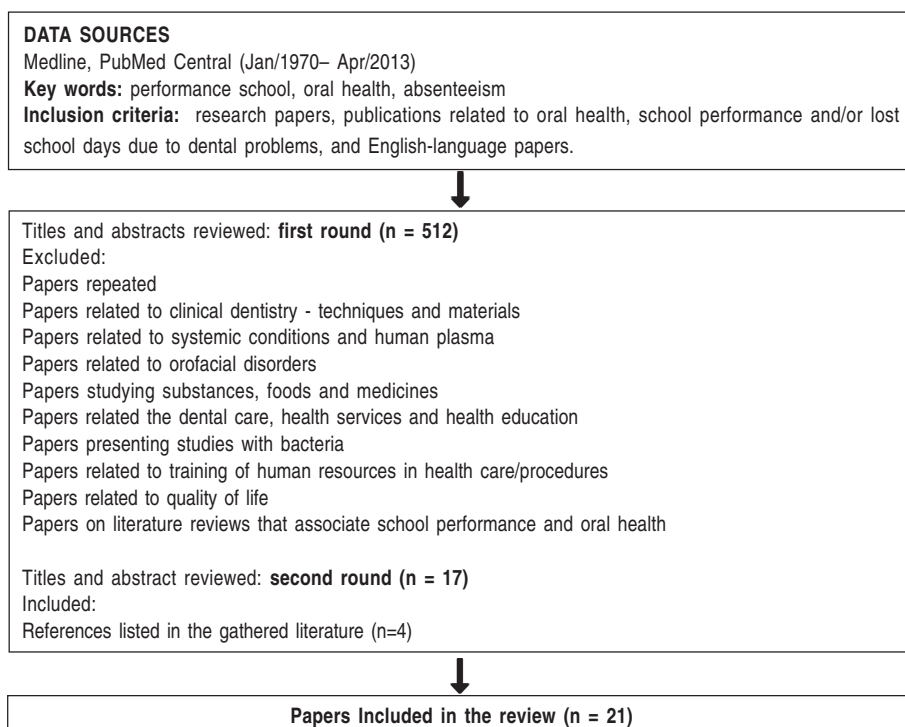 DATA SOURCES
Medline, PubMed Central (Jan/1970– Apr/2013)
Key words: performance school, oral health, absenteeism
Inclusion criteria: research papers, publications related to oral health, school performance and/or lost
school days due to dental problems, and English-language papers.
Titles and abstracts reviewed: first round (n = 512)
Excluded:
Papers repeated
Papers related to clinical dentistry - techniques and materials
Papers related to systemic conditions and human plasma
Papers related to orofacial disorders
Papers studying substances, foods and medicines
Papers related the dental care, health services and health education
Papers presenting studies with bacteria
Papers related to training of human resources in health care/procedures
Papers related to quality of life
Papers on literature reviews that associate school performance and oral health
Titles and abstract reviewed: second round (n = 17)
Included:
References listed in the gathered literature (n=4)
Papers Included in the review (n = 21)